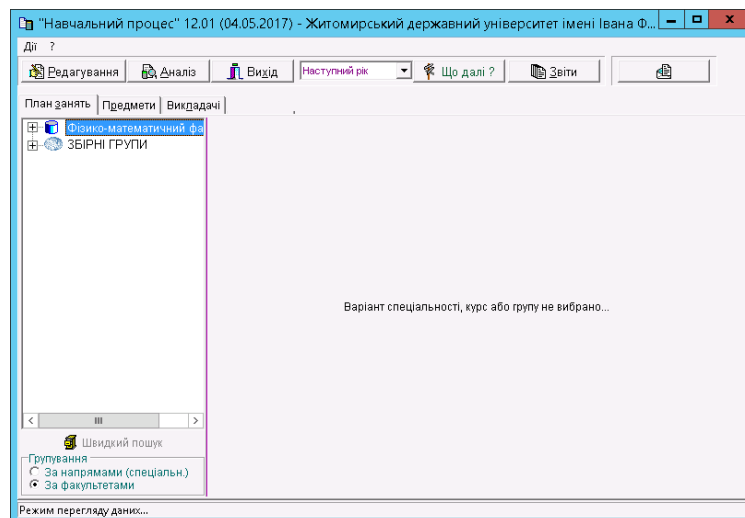 "Навчальний процес" 12.01 (04.05.2017) - Житомирський державний університет імені Івана Ф...
Дії ?
Редагування Аналіз Вихід Наступний рік Що далі ? Звіти
План занять Предмети Викладачі
Фізико-математичний фа
ЗБІРНІ ГРУПИ
Варіант спеціальності, курс або групу не вибрано...
Швидкий пошук
Групування
За напрямами (спеціальн.)
За факультетами
Режим перегляду даних...